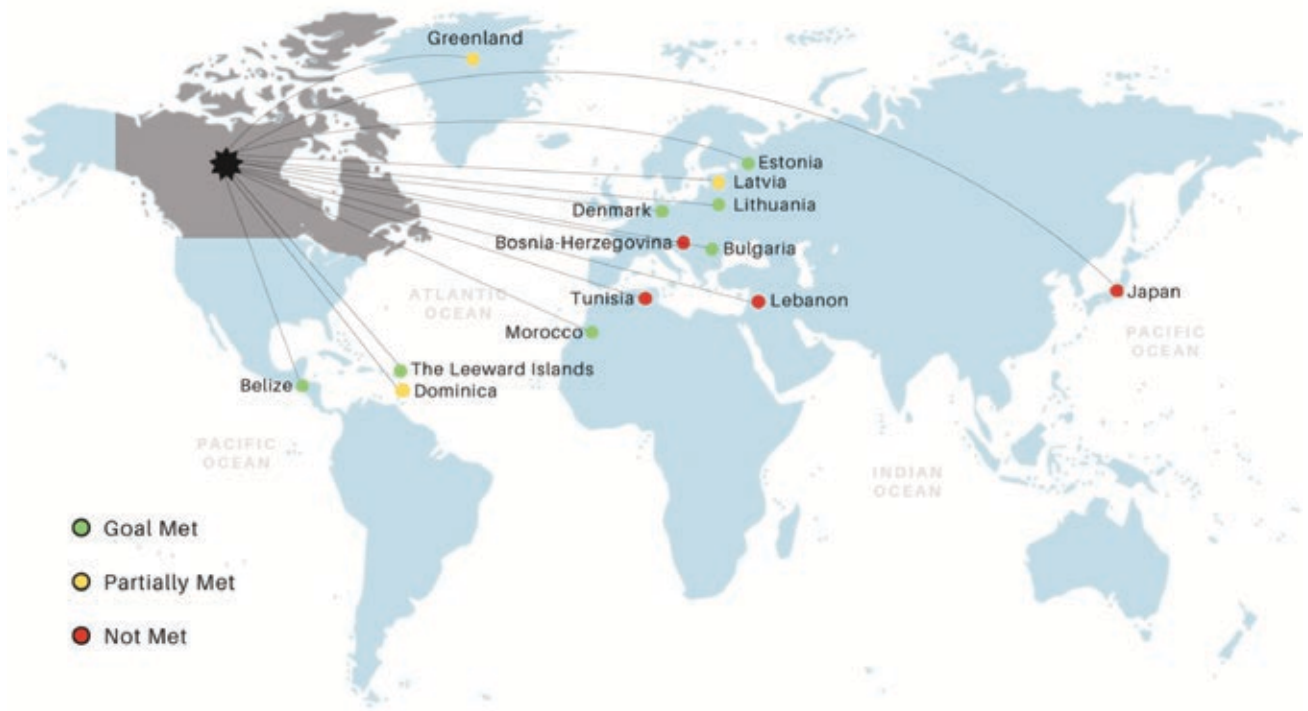 Greenland
Estonia
Latvia
Lithuania
Denmark
Bosnia-Herzegovina
Bulgaria
Tunisia
Lebanon
Japan
ATLANTIC
OCEAN
PACIFIC
OCEAN
Morocco
The Leeward Islands
Belize
Dominica
PACIFIC
OCEAN
INDIAN
OCEAN
Goal Met
Partially Met
Not Met